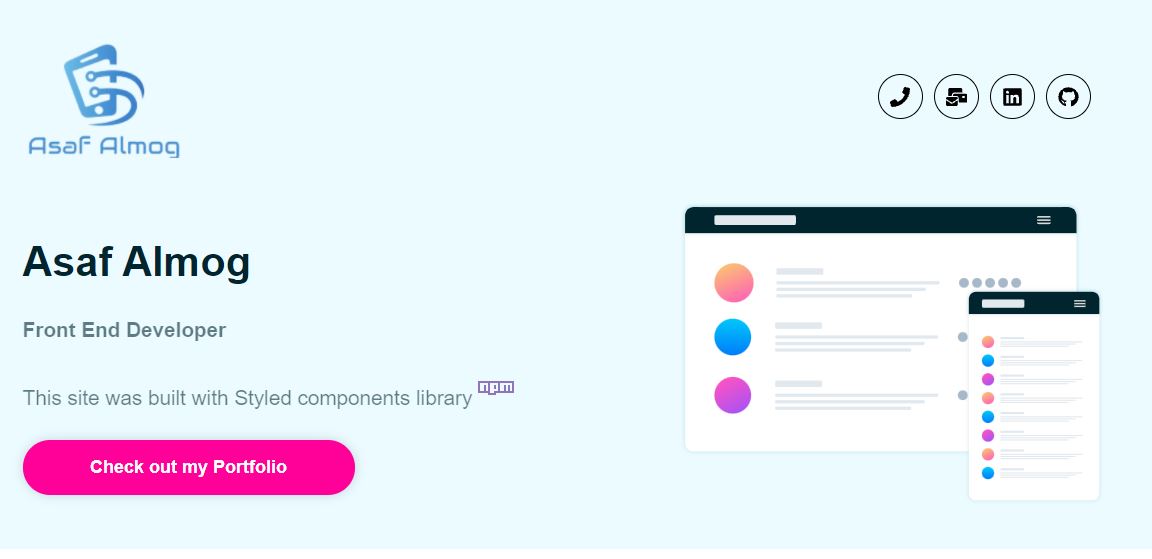 Asaf Almog
Asaf Almog
Front End Developer
This site was built with Styled components library npm
Check out my Portfolio